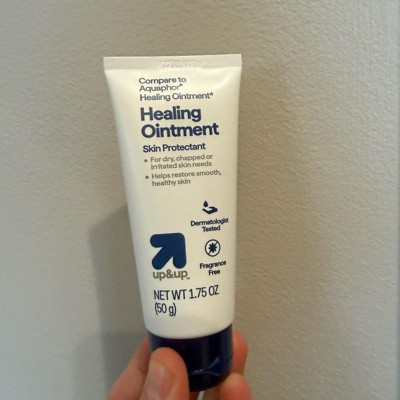 Compare to
Aquaphor®
Healing Ointment*
Healing
Ointment
Skin Protectant
• For dry, chapped or
irritated skin needs
• Helps restore smooth,
healthy skin
Dermatologist
Tested
up&up™
Fragrance
Free
NET WT 1.75 OZ
(50 g)